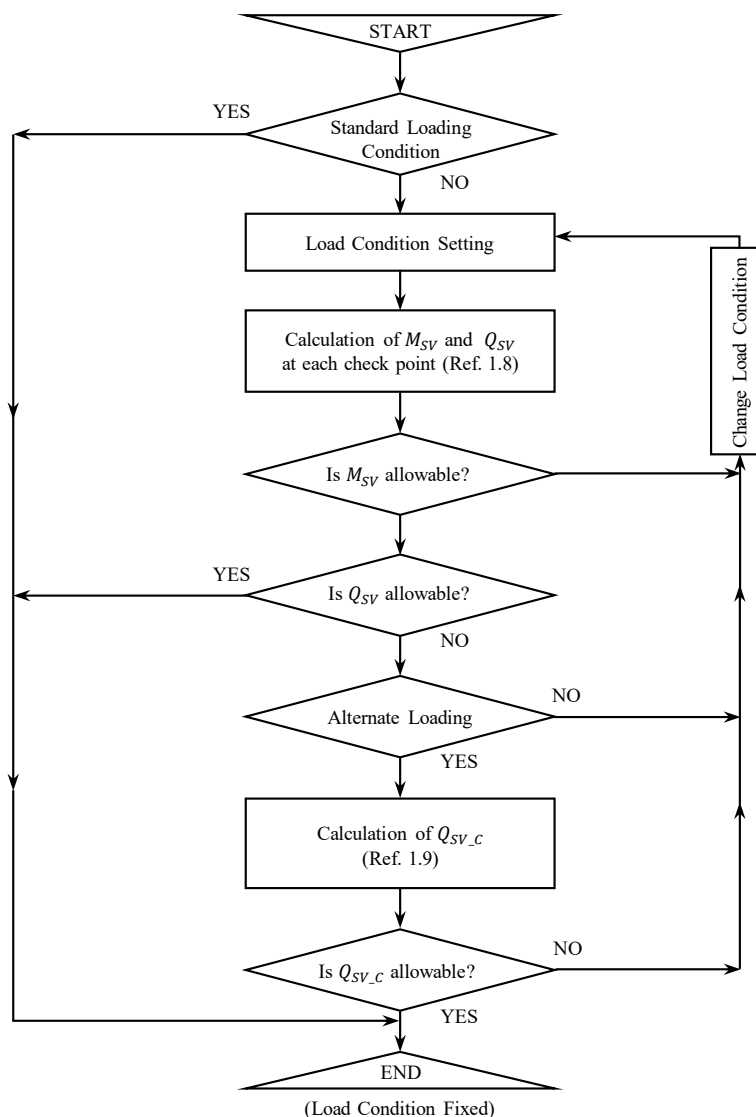 START
YES
Standard Loading
Condition
NO
Load Condition Setting
Change Load Condition
Calculation of M_SV and Q_SV
at each check point (Ref. 1.8)
Is M_SV allowable?
YES
Is Q_SV allowable?
NO
Alternate Loading
NO
YES
Calculation of Q_SV_C
(Ref. 1.9)
Is Q_SV_C allowable?
NO
YES
END
(Load Condition Fixed)